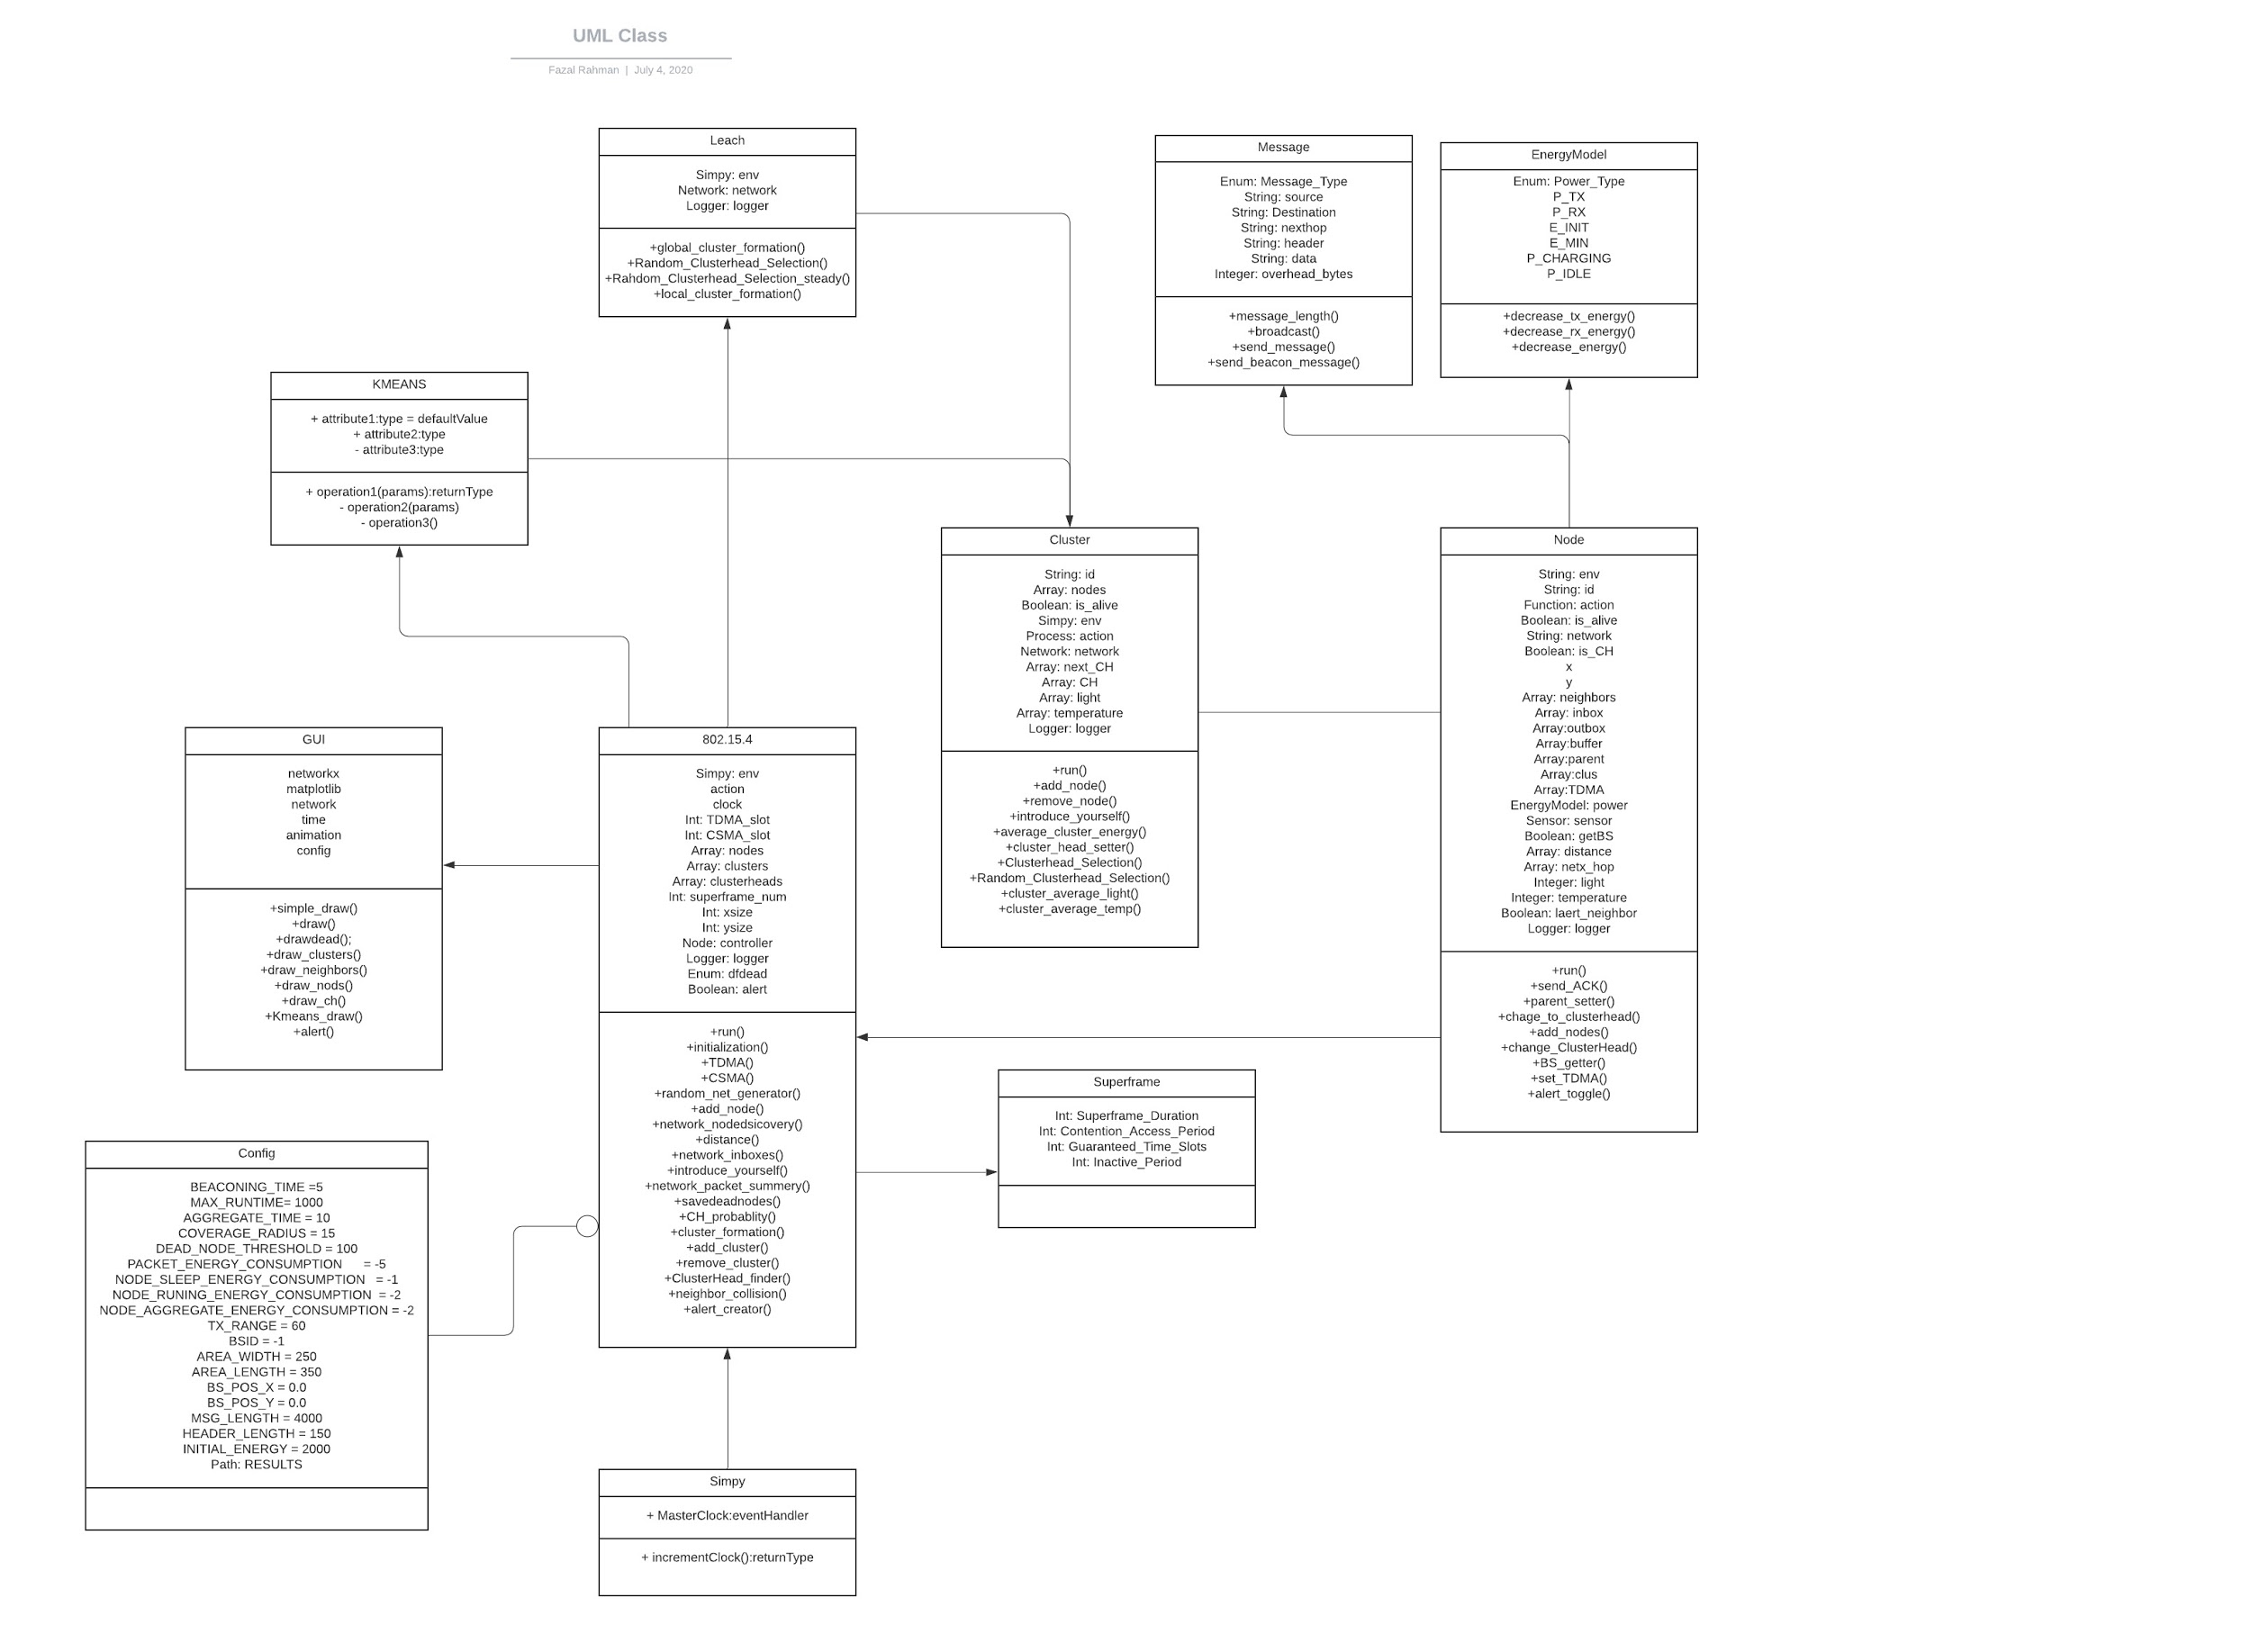 UML Class
Fazal Rahman | July 4, 2020
Leach
Simpy: env
Network: network
Logger: logger
+global_cluster_formation()
+Random_Clusterhead_Selection()
+Rahdom_Clusterhead_Selection_steady()
+local_cluster_formation()
Message
Enum: Message_Type
String: source
String: Destination
String: nexthop
String: header
String: data
Integer: overhead_bytes
+message_length()
+broadcast()
+send_message()
+send_beacon_message()
EnergyModel
Enum: Power_Type
P_TX
P_RX
E_INIT
E_MIN
P_CHARGING
P_IDLE
+decrease_tx_energy()
+decrease_rx_energy()
+decrease_energy()
KMEANS
+ attribute1:type = defaultValue
+ attribute2:type
- attribute3:type
+ operation1(params):returnType
- operation2(params)
- operation3()
Cluster
String: id
Array: nodes
Boolean: is_alive
Simpy: env
Process: action
Network: network
Array: next_CH
Array: CH
Array: light
Array: temperature
Logger: logger
+run()
+add_node()
+remove_node()
+introduce_yourself()
+average_cluster_energy()
+cluster_head_setter()
+Clusterhead_Selection()
+Random_Clusterhead_Selection()
+cluster_average_light()
+cluster_average_temp()
Node
String: env
String: id
Function: action
Boolean: is_alive
String: network
Boolean: is_CH
x
y
Array: neighbors
Array: inbox
Array:outbox
Array:buffer
Array:parent
Array:clus
Array:TDMA
EnergyModel: power
Sensor: sensor
Boolean: getBS
Array: distance
Array: netx_hop
Integer: light
Integer: temperature
Boolean: laert_neighbor
Logger: logger
+run()
+send_ACK()
+parent_setter()
+chage_to_clusterhead()
+add_nodes()
+change_ClusterHead()
+BS_getter()
+set_TDMA()
+alert_toggle()
GUI
networkx
matplotlib
network
time
animation
config
+simple_draw()
+draw()
+drawdead();
+draw_clusters()
+draw_neighbors()
+draw_nods()
+draw_ch()
+Kmeans_draw()
+alert()
802.15.4
Simpy: env
action
clock
Int: TDMA_slot
Int: CSMA_slot
Array: nodes
Array: clusters
Array: clusterheads
Int: superframe_num
Int: xsize
Int: ysize
Node: controller
Logger: logger
Enum: dfdead
Boolean: alert
+run()
+initialization()
+TDMA()
+CSMA()
+random_net_generator()
+add_node()
+network_nodedsicovery()
+distance()
+network_inboxes()
+introduce_yourself()
+network_packet_summery()
+savedeadnodes()
+CH_probablity()
+cluster_formation()
+add_cluster()
+remove_cluster()
+ClusterHead_finder()
+neighbor_collision()
+alert_creator()
Superframe
Int: Superframe_Duration
Int: Contention_Access_Period
Int: Guaranteed_Time_Slots
Int: Inactive_Period
Config
BEACONING_TIME =5
MAX_RUNTIME= 1000
AGGREGATE_TIME = 10
COVERAGE_RADIUS = 15
DEAD_NODE_THRESHOLD = 100
PACKET_ENERGY_CONSUMPTION = -5
NODE_SLEEP_ENERGY_CONSUMPTION = -1
NODE_RUNING_ENERGY_CONSUMPTION = -2
NODE_AGGREGATE_ENERGY_CONSUMPTION = -2
TX_RANGE = 60
BSID = -1
AREA_WIDTH = 250
AREA_LENGTH = 350
BS_POS_X = 0.0
BS_POS_Y = 0.0
MSG_LENGTH = 4000
HEADER_LENGTH = 150
INITIAL_ENERGY = 2000
Path: RESULTS
Simpy
+ MasterClock:eventHandler
+ incrementClock():returnType